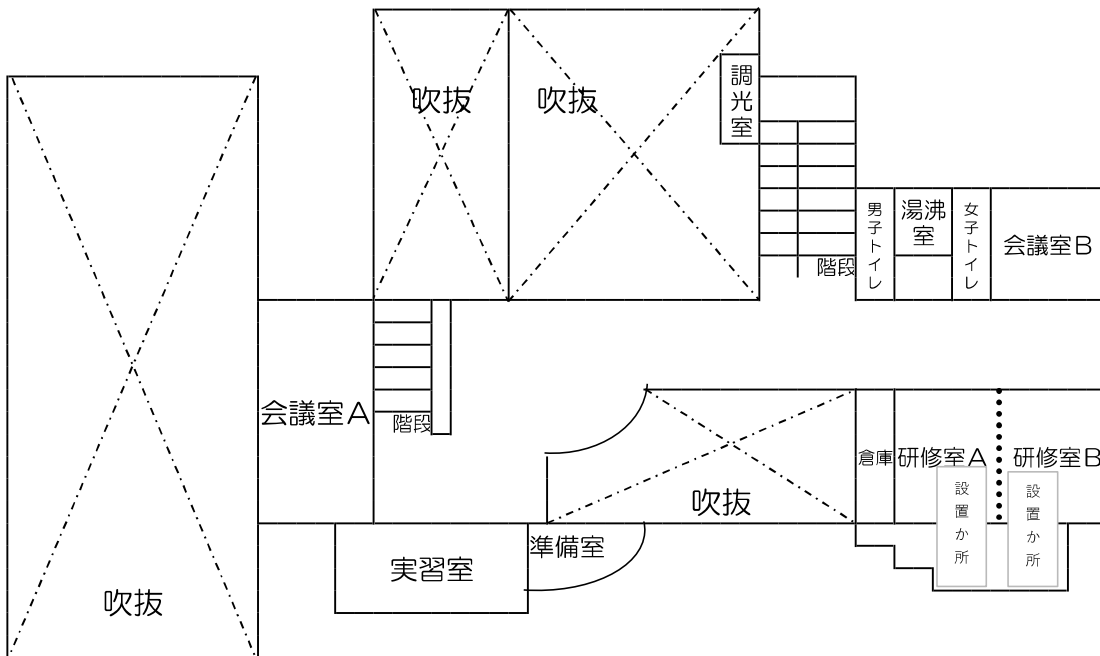 吹抜
吹抜
調光室
男子トイレ
湯沸
室
女子トイレ
会議室B
階段
会議室A
階段
倉庫
研修室A
研修室B
吹抜
設置か所
設置か所
準備室
実習室
吹抜